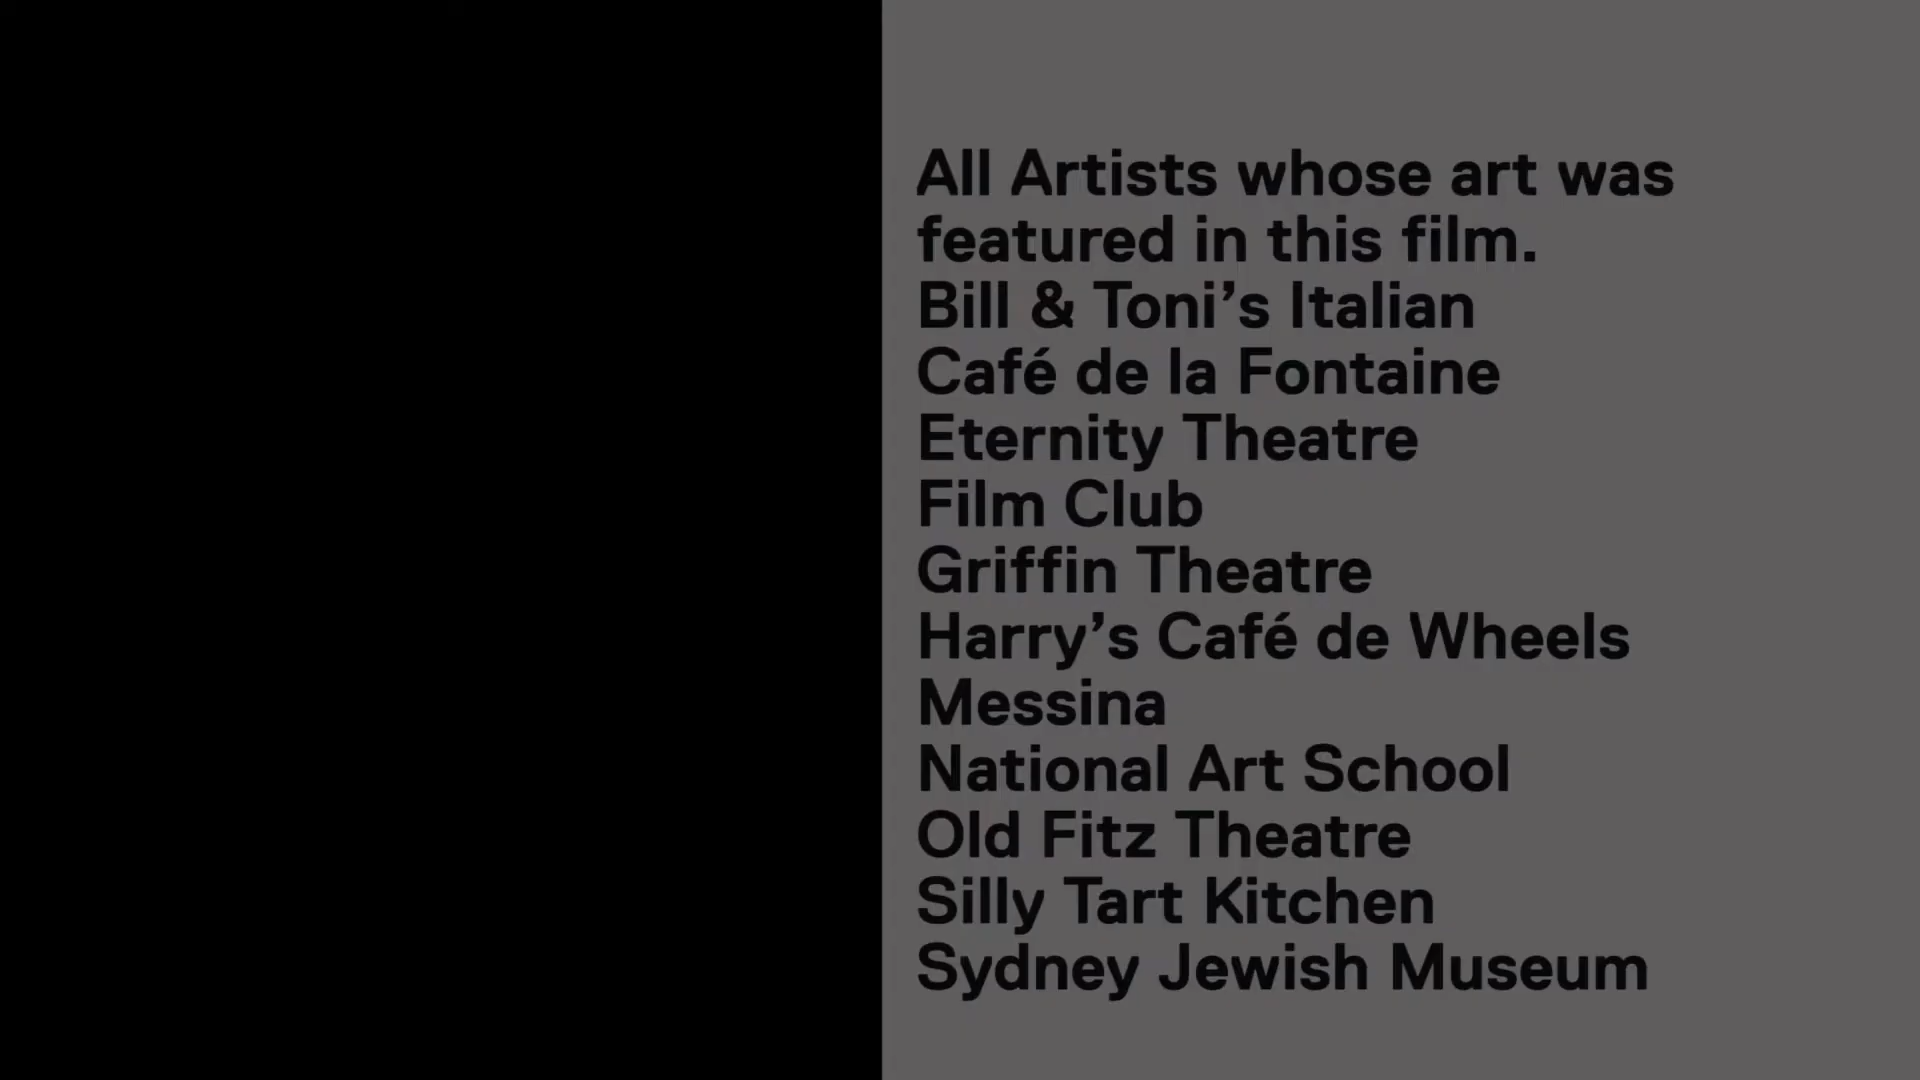 All Artists whose art was
featured in this film.
Bill & Toni’s Italian
Café de la Fontaine
Eternity Theatre
Film Club
Griffin Theatre
Harry’s Café de Wheels
Messina
National Art School
Old Fitz Theatre
Silly Tart Kitchen
Sydney Jewish Museum